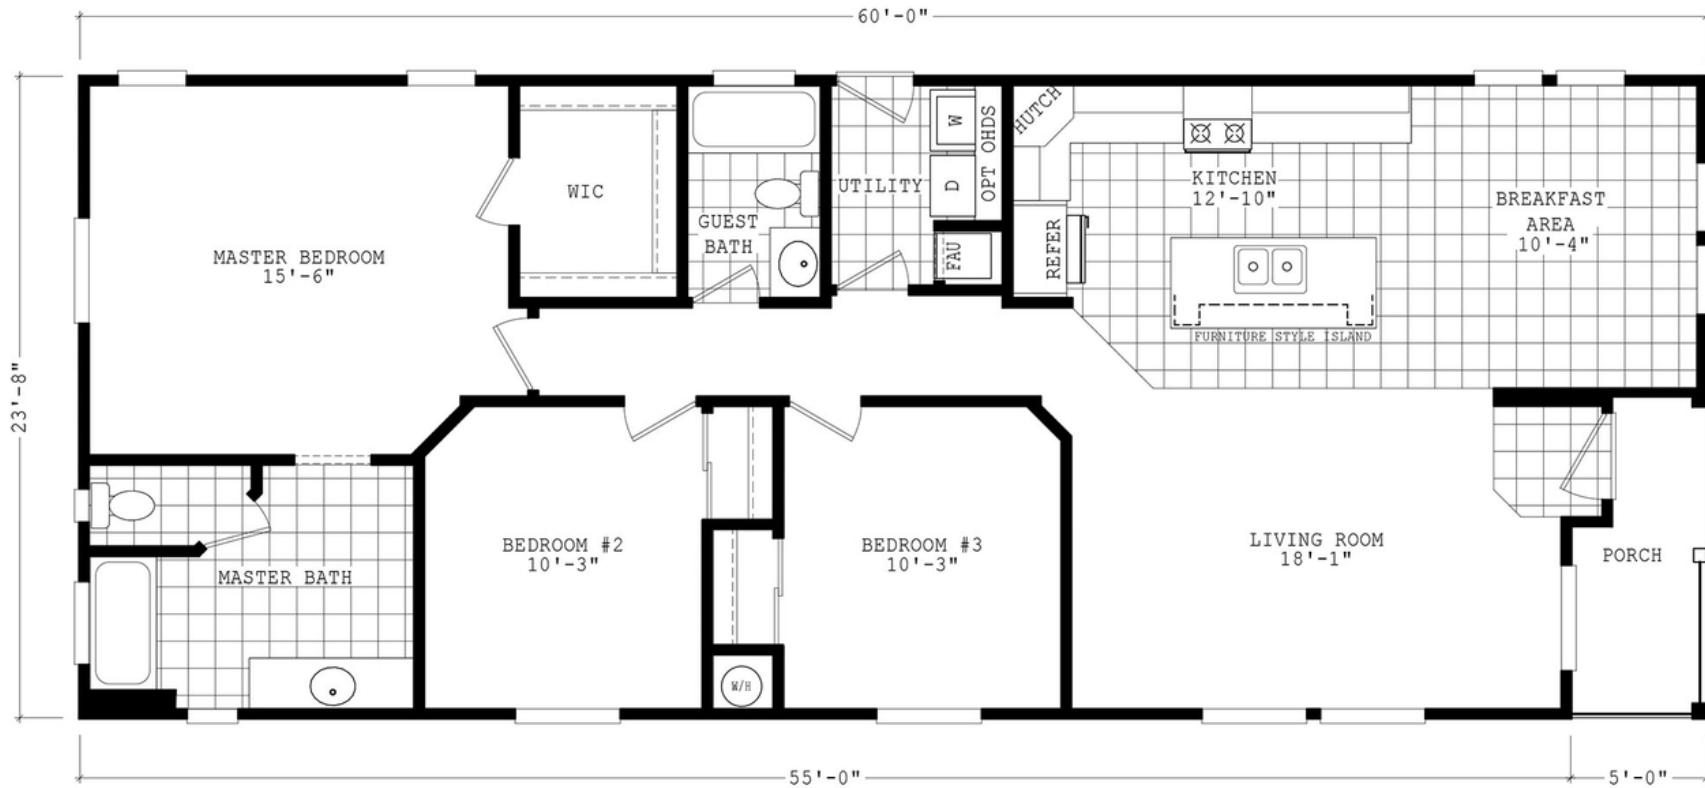 60'-0"
HUTCH
W
OPT OHDS
D
UTILITY
KITCHEN
12'-10"
WIC
BREAKFAST
AREA
10'-4"
GUEST
BATH
REFER
FAU
MASTER BEDROOM
15'-6"
FURNITURE STYLE ISLAND
23'-8"
BEDROOM #2
10'-3"
BEDROOM #3
10'-3"
LIVING ROOM
18'-1"
PORCH
MASTER BATH
W/H
55'-0"
5'-0"